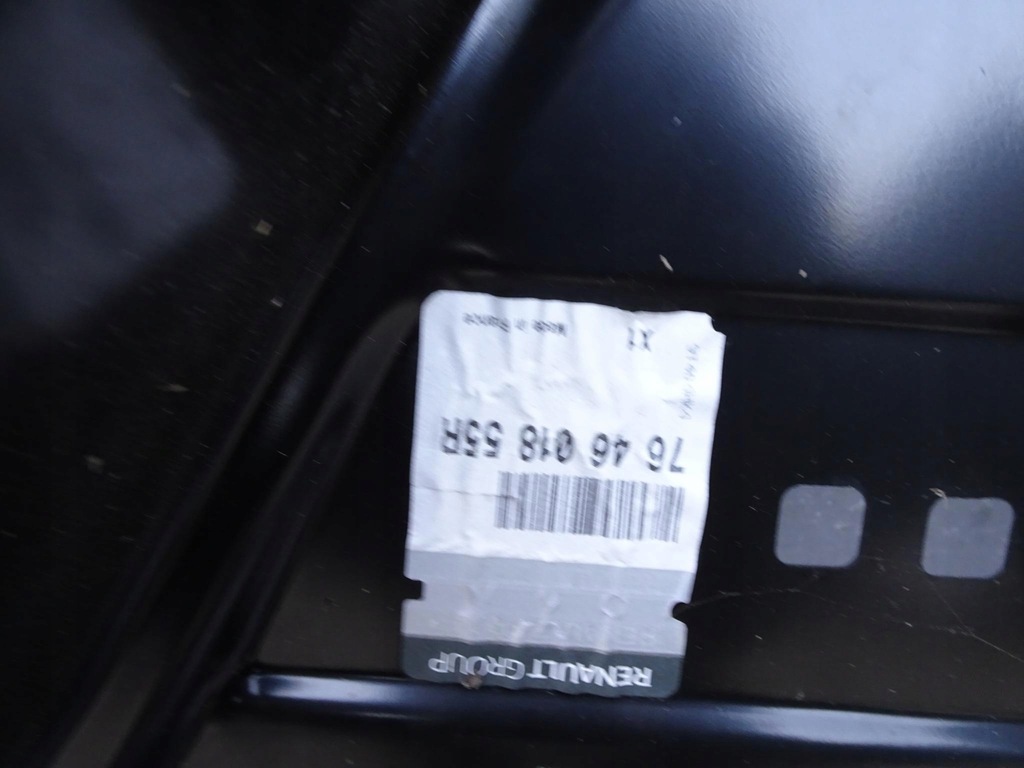 RENAULT GROUP
76 46 018 55R
X1
Made in France